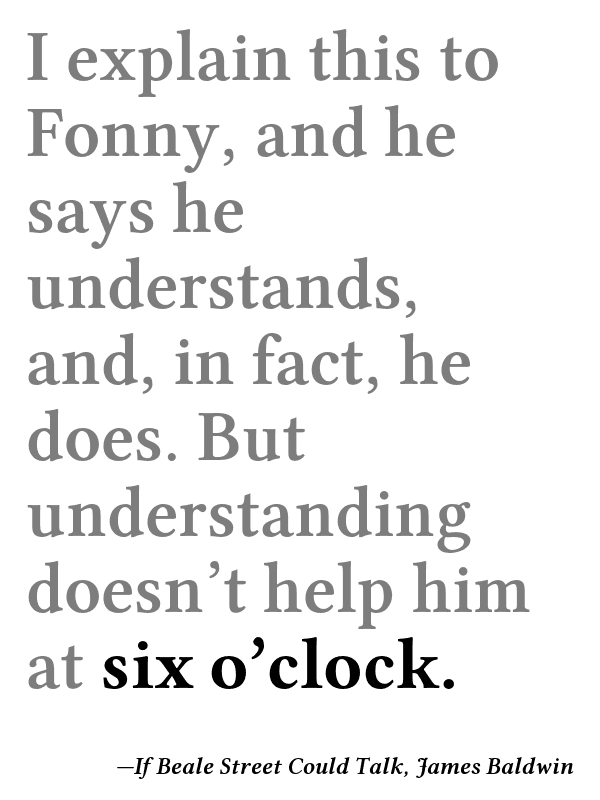 I explain this to
Fonny, and he
says he
understands,
and, in fact, he
does. But
understanding
doesn’t help him
at six o’clock.
—If Beale Street Could Talk, James Baldwin